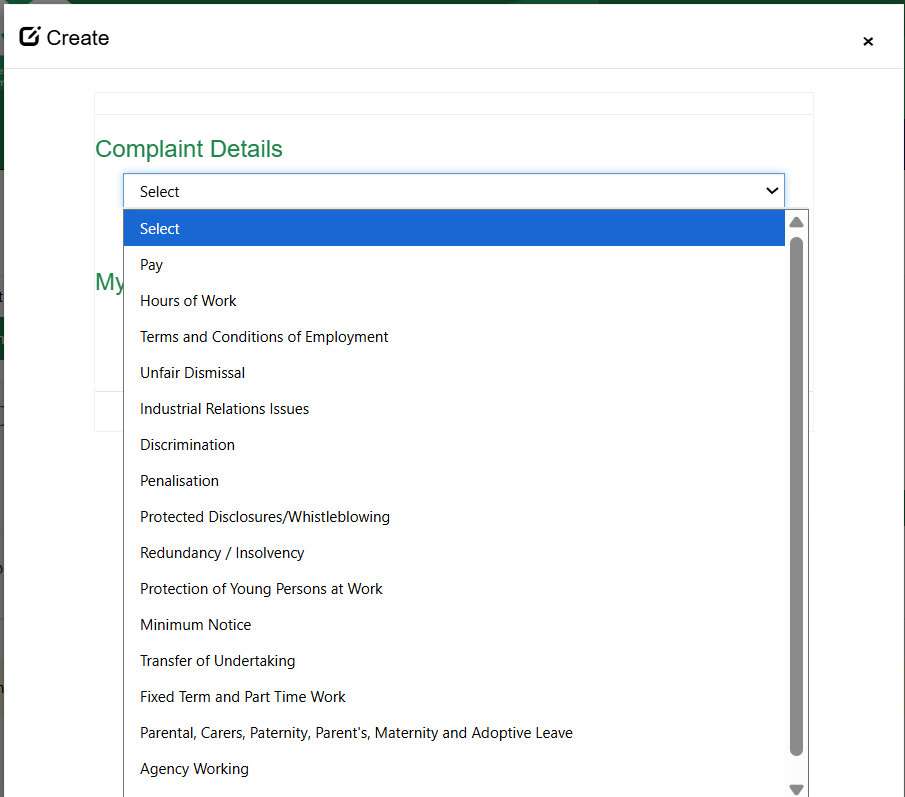 Create
×
Complaint Details
Select
Select
Pay
My
Hours of Work
Terms and Conditions of Employment
Unfair Dismissal
Industrial Relations Issues
Discrimination
Penalisation
Protected Disclosures/Whistleblowing
Redundancy / Insolvency
Protection of Young Persons at Work
Minimum Notice
Transfer of Undertaking
Fixed Term and Part Time Work
Parental, Carers, Paternity, Parent's, Maternity and Adoptive Leave
Agency Working